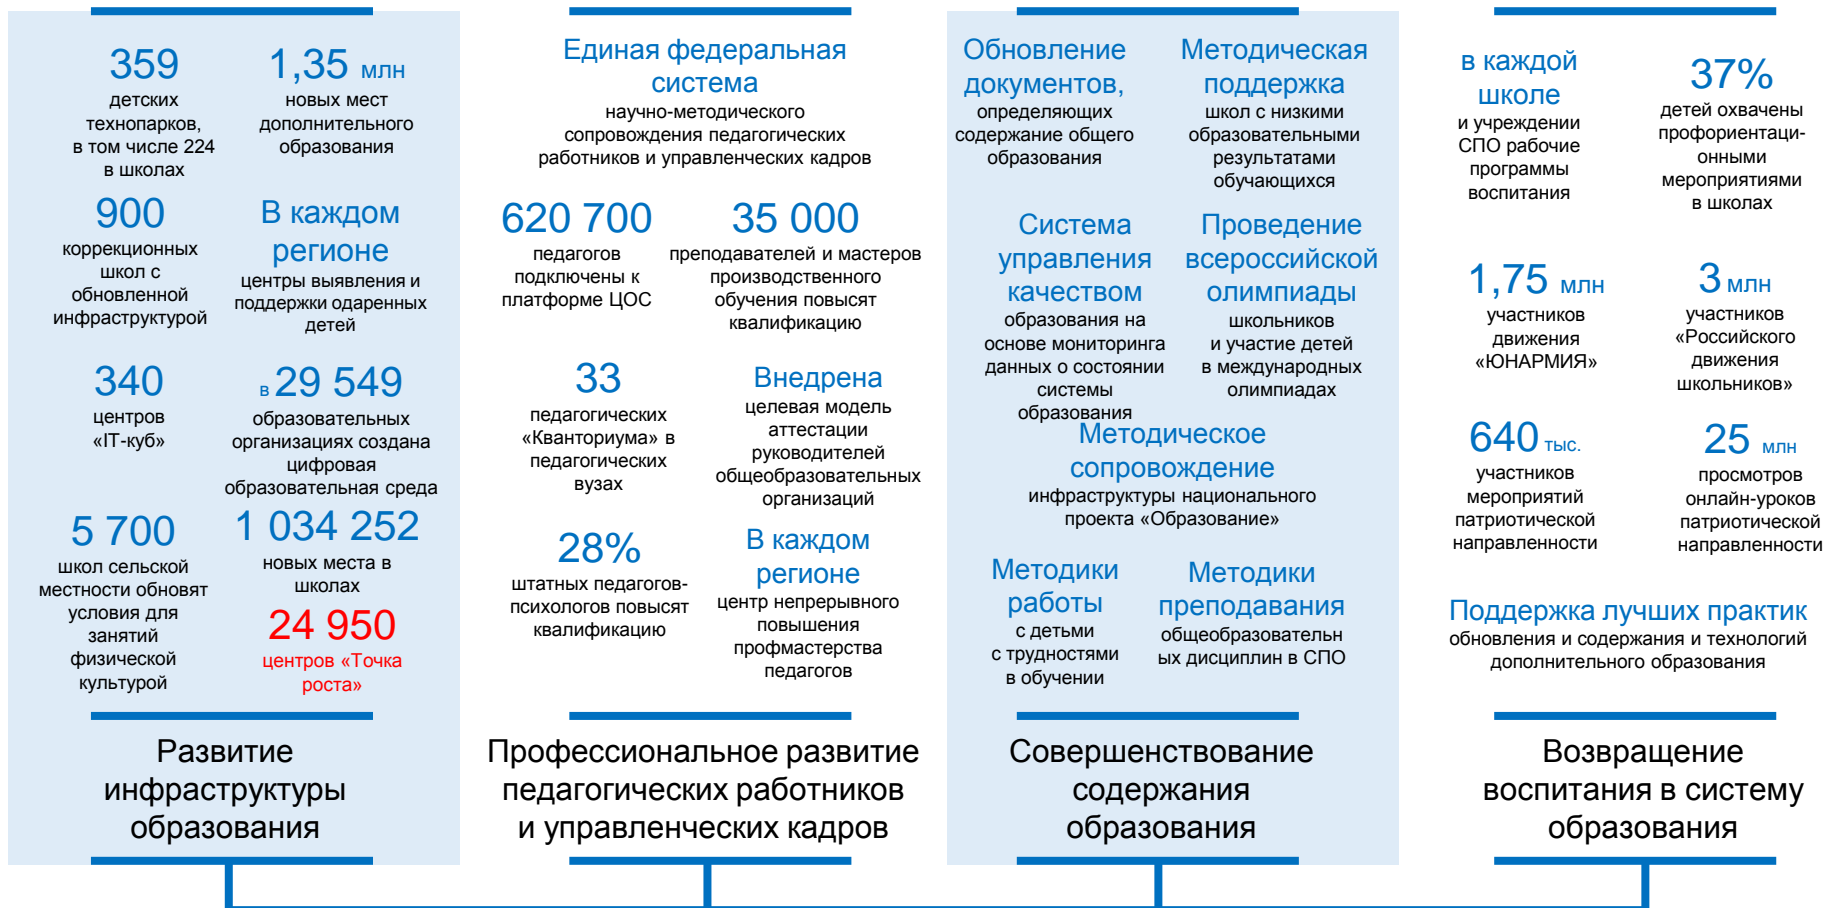 359
детских
технопарков,
в том числе 224
в школах
1,35 млн
новых мест
дополнительного
образования
900
коррекционных
школ с
обновленной
инфраструктурой
В каждом
регионе
центры выявления и
поддержки одаренных
детей
340
центров
«IT-куб»
в 29 549
образовательных
организациях создана
цифровая
образовательная среда
5 700
школ сельской
местности обновят
условия для
занятий
физической
культурой
1 034 252
новых места в
школах
24 950
центров «Точка
роста»
Развитие
инфраструктуры
образования
Единая федеральная
система
научно-методического
сопровождения педагогических
работников и управленческих кадров
620 700
педагогов
подключены к
платформе ЦОС
35 000
преподавателей и мастеров
производственного
обучения повысят
квалификацию
33
педагогических
«Кванториума» в
педагогических
вузах
Внедрена
целевая модель
аттестации
руководителей
общеобразовательных
организаций
28%
штатных педагогов-
психологов повысят
квалификацию
В каждом
регионе
центр непрерывного
повышения
профмастерства
педагогов
Профессиональное развитие
педагогических работников
и управленческих кадров
Обновление
документов,
определяющих
содержание общего
образования
Методическая
поддержка
школ с низкими
образовательными
результатами
обучающихся
Система
управления
качеством
образования на
основе мониторинга
данных о состоянии
системы
образования
Проведение
всероссийской
олимпиады
школьников
и участие детей
в международных
олимпиадах
Методическое
сопровождение
инфраструктуры национального
проекта «Образование»
Методики
работы
с детьми
с трудностями
в обучении
Методики
преподавания
общеобразовательн
ых дисциплин в СПО
Совершенствование
содержания
образования
в каждой
школе
и учреждении
СПО рабочие
программы
воспитания
37%
детей охвачены
профориентаци-
онными
мероприятиями
в школах
1,75 млн
участников
движения
«ЮНАРМИЯ»
3 млн
участников
«Российского
движения
школьников»
640 тыс.
участников
мероприятий
патриотической
направленности
25 млн
просмотров
онлайн-уроков
патриотической
направленности
Поддержка лучших практик
обновления и содержания и технологий
дополнительного образования
Возвращение
воспитания в систему
образования